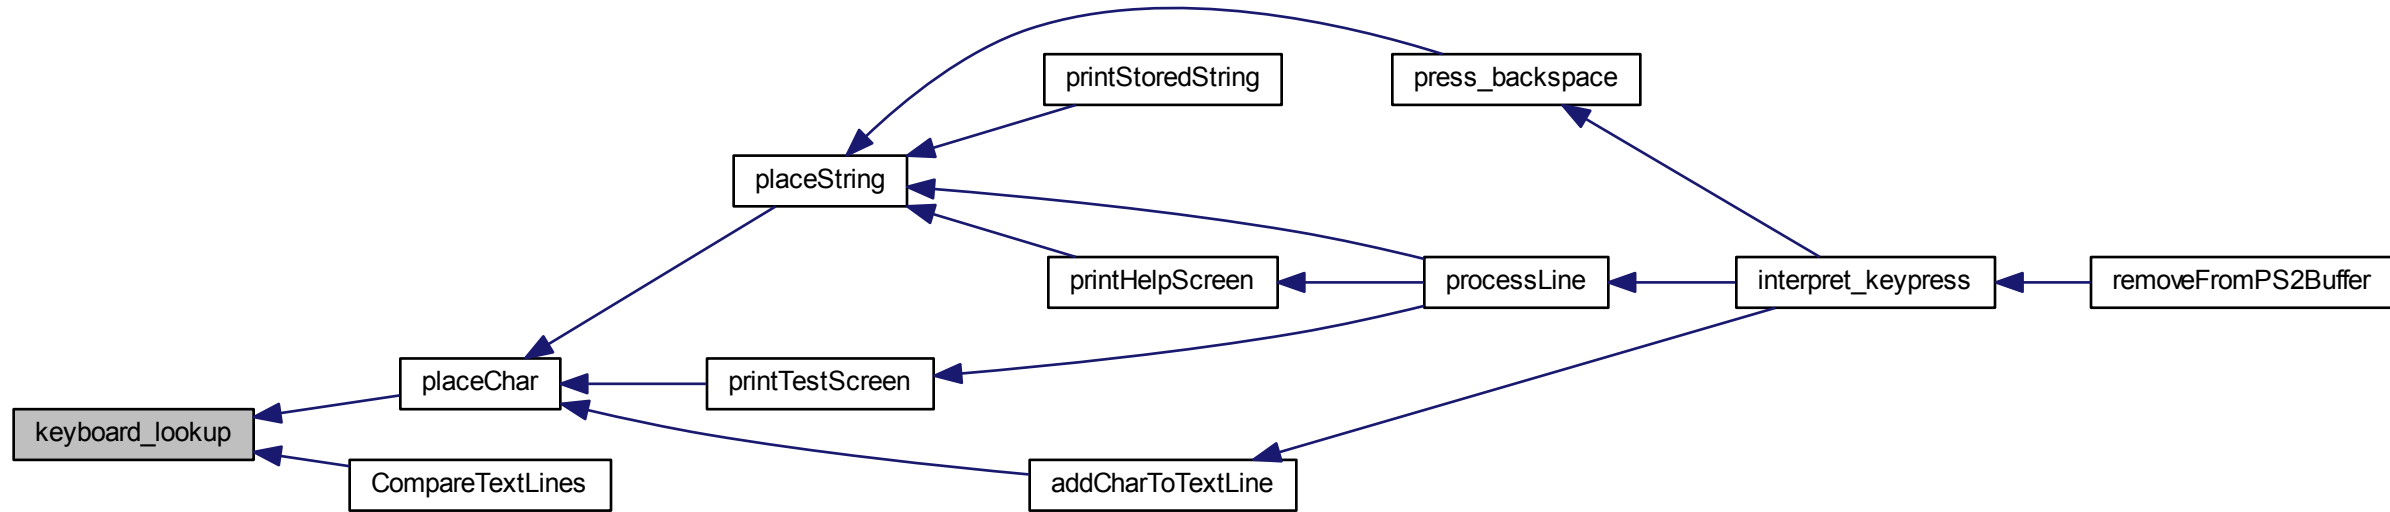 printStoredString
press_backspace
placeString
printHelpScreen
processLine
interpret_keypress
removeFromPS2Buffer
placeChar
printTestScreen
keyboard_lookup
CompareTextLines
addCharToTextLine